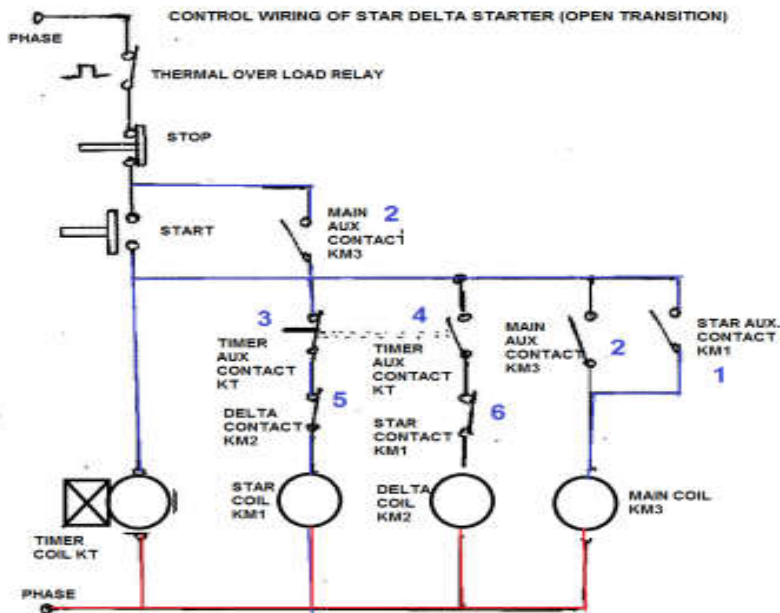 CONTROL WIRING OF STAR DELTA STARTER (OPEN TRANSITION)
PHASE
THERMAL OVER LOAD RELAY
STOP
START
MAIN
AUX
CONTACT
KM3
2
3
TIMER
AUX
CONTACT
KT
4
TIMER
AUX
CONTACT
KT
MAIN
AUX
CONTACT
KM3
2
STAR AUX.
CONTACT
KM1
1
DELTA
CONTACT
KM2
5
STAR
CONTACT
KM1
6
TIMER
COIL KT
STAR
COIL
KM1
DELTA
COIL
KM2
MAIN COIL
KM3
PHASE